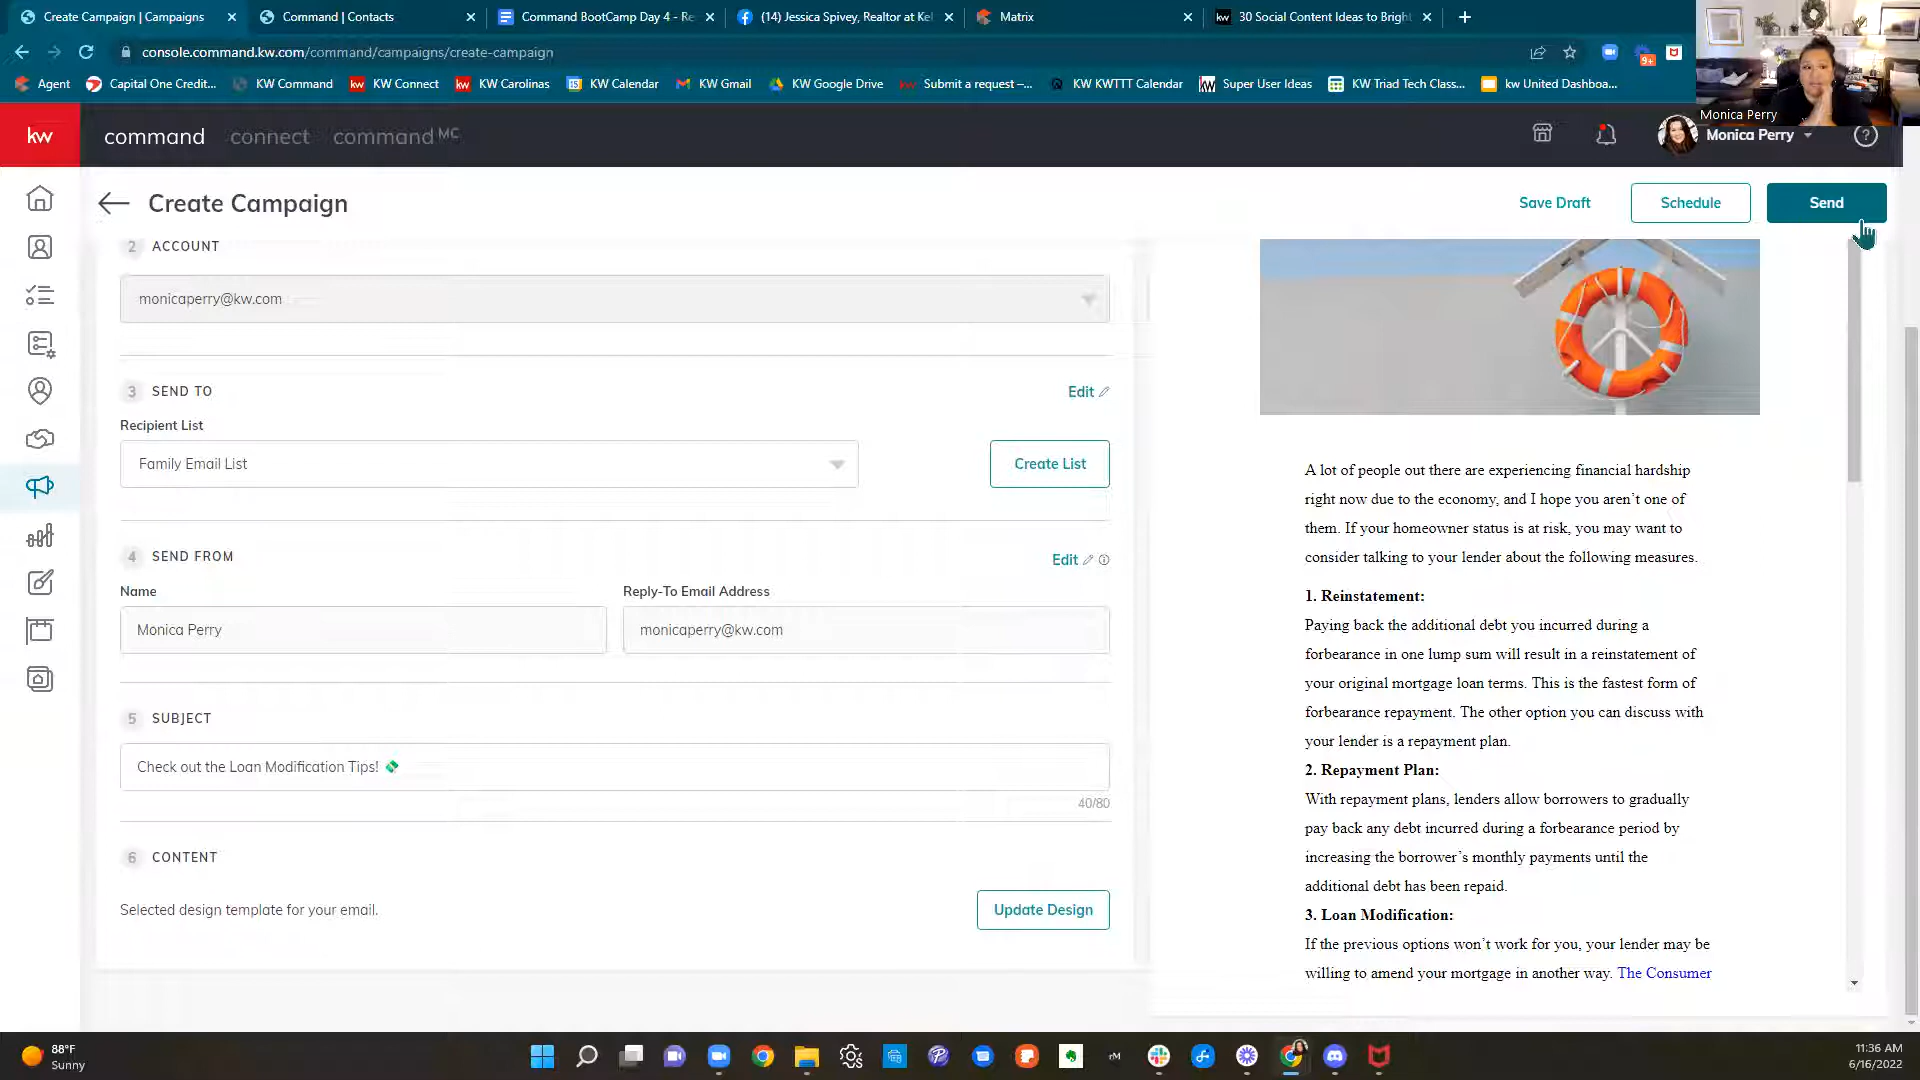 Create Campaign | Campaigns
Command | Contacts
Command BootCamp Day 4 - Re
(14) Jessica Spivey, Realtor at Kel
Matrix
kw 30 Social Content Ideas to Bright
console.command.kw.com/command/campaigns/create-campaign
9+
Agent
Capital One Credit...
KW Command
kw KW Connect
kw KW Carolinas
KW Calendar
KW Gmail
KW Google Drive
kw Submit a request –...
KW KWTTT Calendar
kw Super User Ideas
KW Triad Tech Class...
kw United Dashboa...
Monica Perry
kw
command
connect
command MC
Monica Perry
?
Create Campaign
Save Draft
Schedule
Send
2 ACCOUNT
monicaperry@kw.com
3 SEND TO
Edit
Recipient List
Family Email List
Create List
4 SEND FROM
Edit
Name
Reply-To Email Address
Monica Perry
monicaperry@kw.com
5 SUBJECT
Check out the Loan Modification Tips! 💸
40/80
6 CONTENT
Selected design template for your email.
Update Design
A lot of people out there are experiencing financial hardship
right now due to the economy, and I hope you aren’t one of
them. If your homeowner status is at risk, you may want to
consider talking to your lender about the following measures.
1. Reinstatement:
Paying back the additional debt you incurred during a
forbearance in one lump sum will result in a reinstatement of
your original mortgage loan terms. This is the fastest form of
forbearance repayment. The other option you can discuss with
your lender is a repayment plan.
2. Repayment Plan:
With repayment plans, lenders allow borrowers to gradually
pay back any debt incurred during a forbearance period by
increasing the borrower’s monthly payments until the
additional debt has been repaid.
3. Loan Modification:
If the previous options won’t work for you, your lender may be
willing to amend your mortgage in another way. The Consumer
88°F
Sunny
rM
11:36 AM
6/16/2022